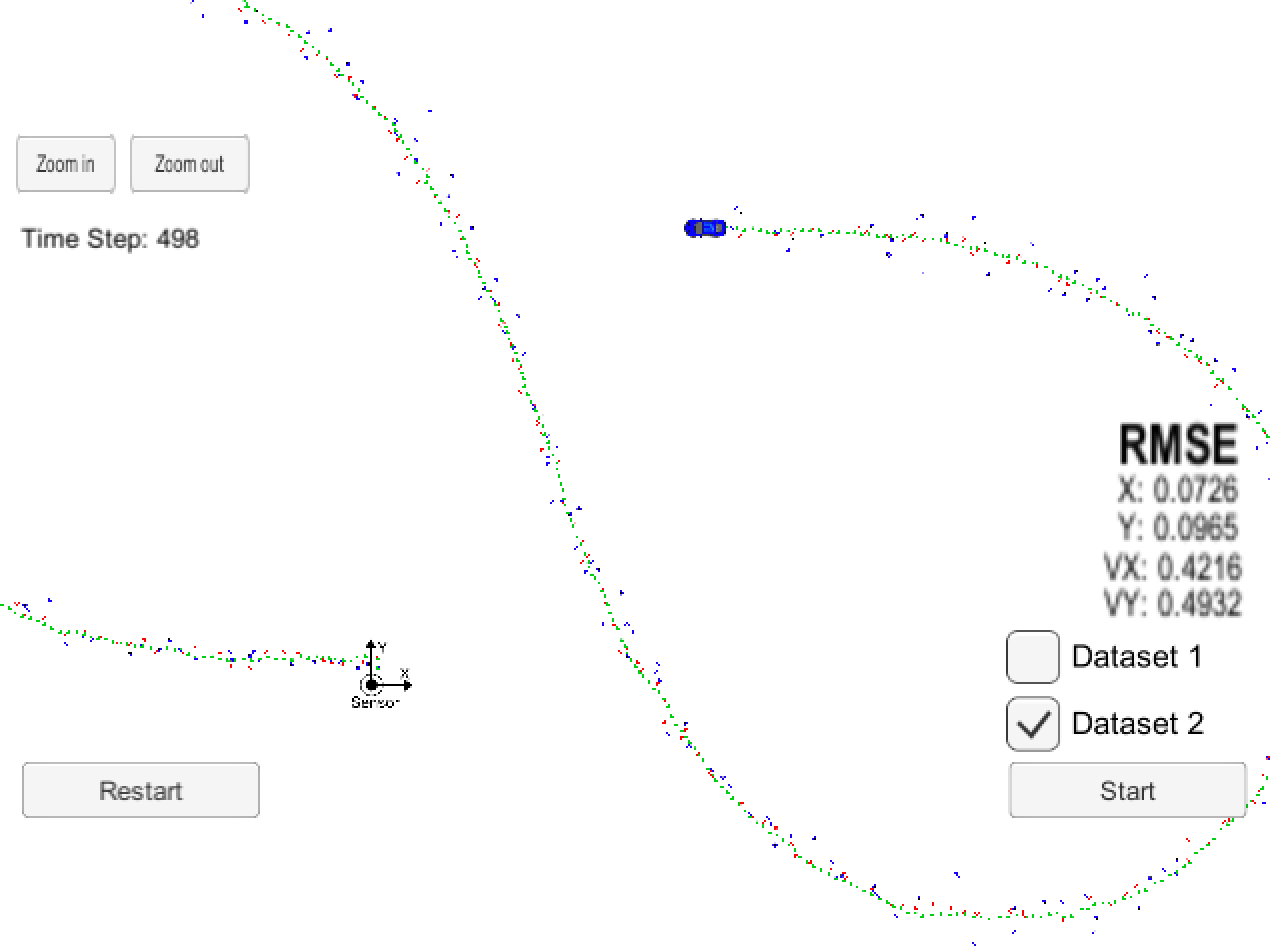 Zoom in
Zoom out
Time Step: 498
RMSE
X: 0.0726
Y: 0.0965
VX: 0.4216
VY: 0.4932
Y
X
Sensor
Dataset 1
Dataset 2
Restart
Start